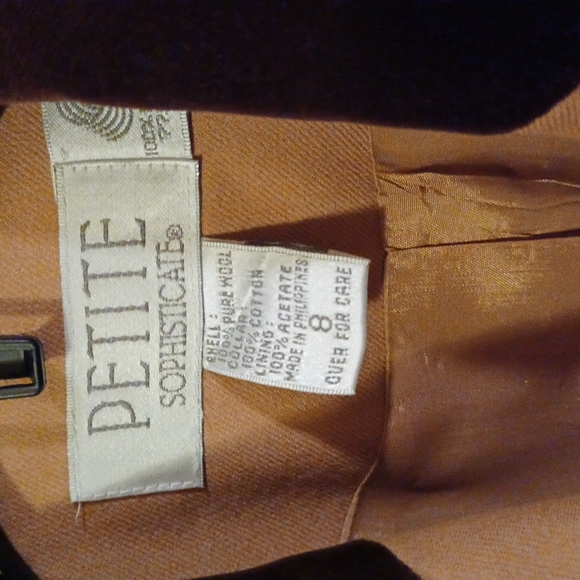 100%
PETITE
SOPHISTICATE®
SHELL:
100% PURE WOOL
COLLAR:
100% COTTON
LINING:
100% ACETATE
MADE IN PHILIPPINES
8
OVER FOR CARE